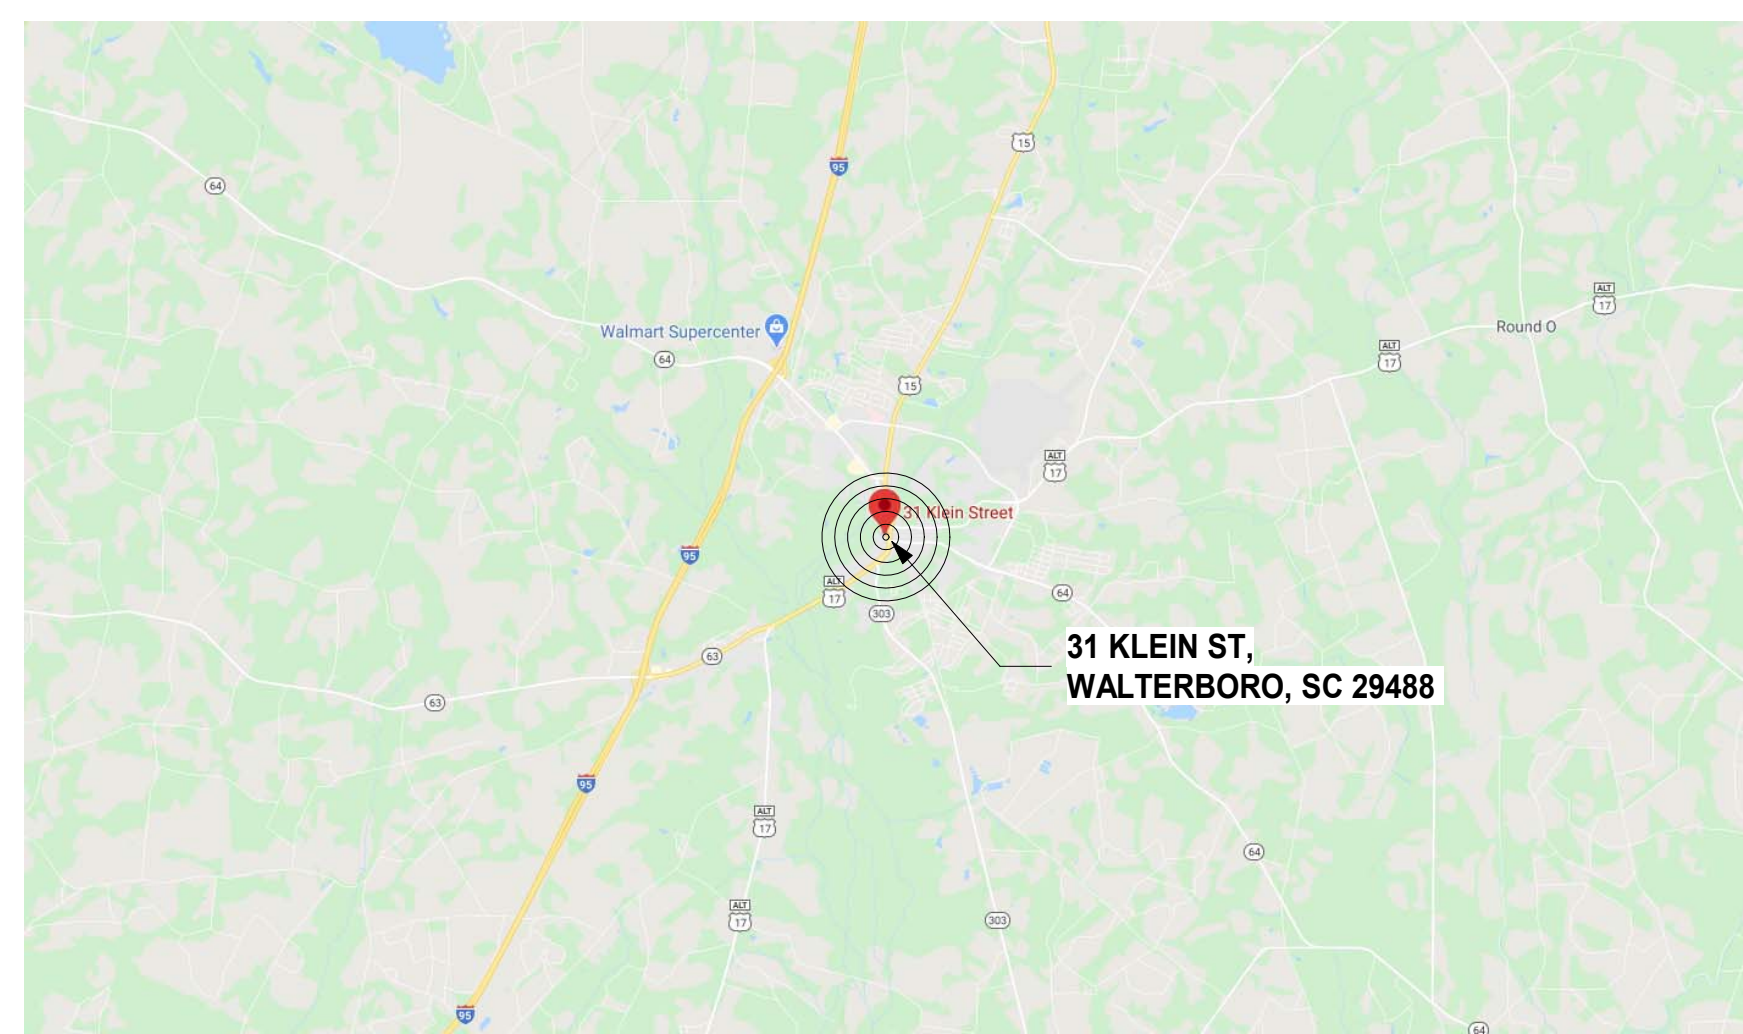 15
95
64
ALT
17
Round O
Walmart Supercenter
ALT
17
64
15
ALT
17
31 Klein Street
95
ALT
17
64
303
31 KLEIN ST,
WALTERBORO, SC 29488
63
63
95
ALT
17
64
ALT
17
303
95
64